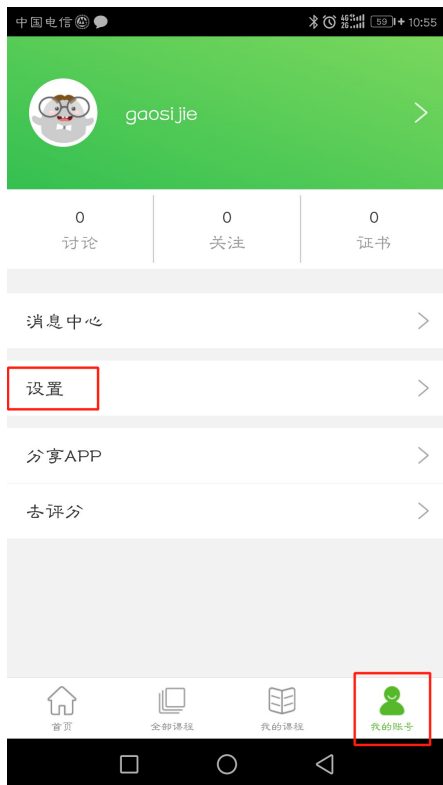 中国电信 4G 2G 59 10:55
gaosijie
0 0 0
讨论 关注 证书
消息中心
设置
分享APP
去评分
首页 全部课程 我的课程 我的账号